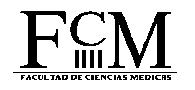 FCM
FACULTAD DE CIENCIAS MEDICAS